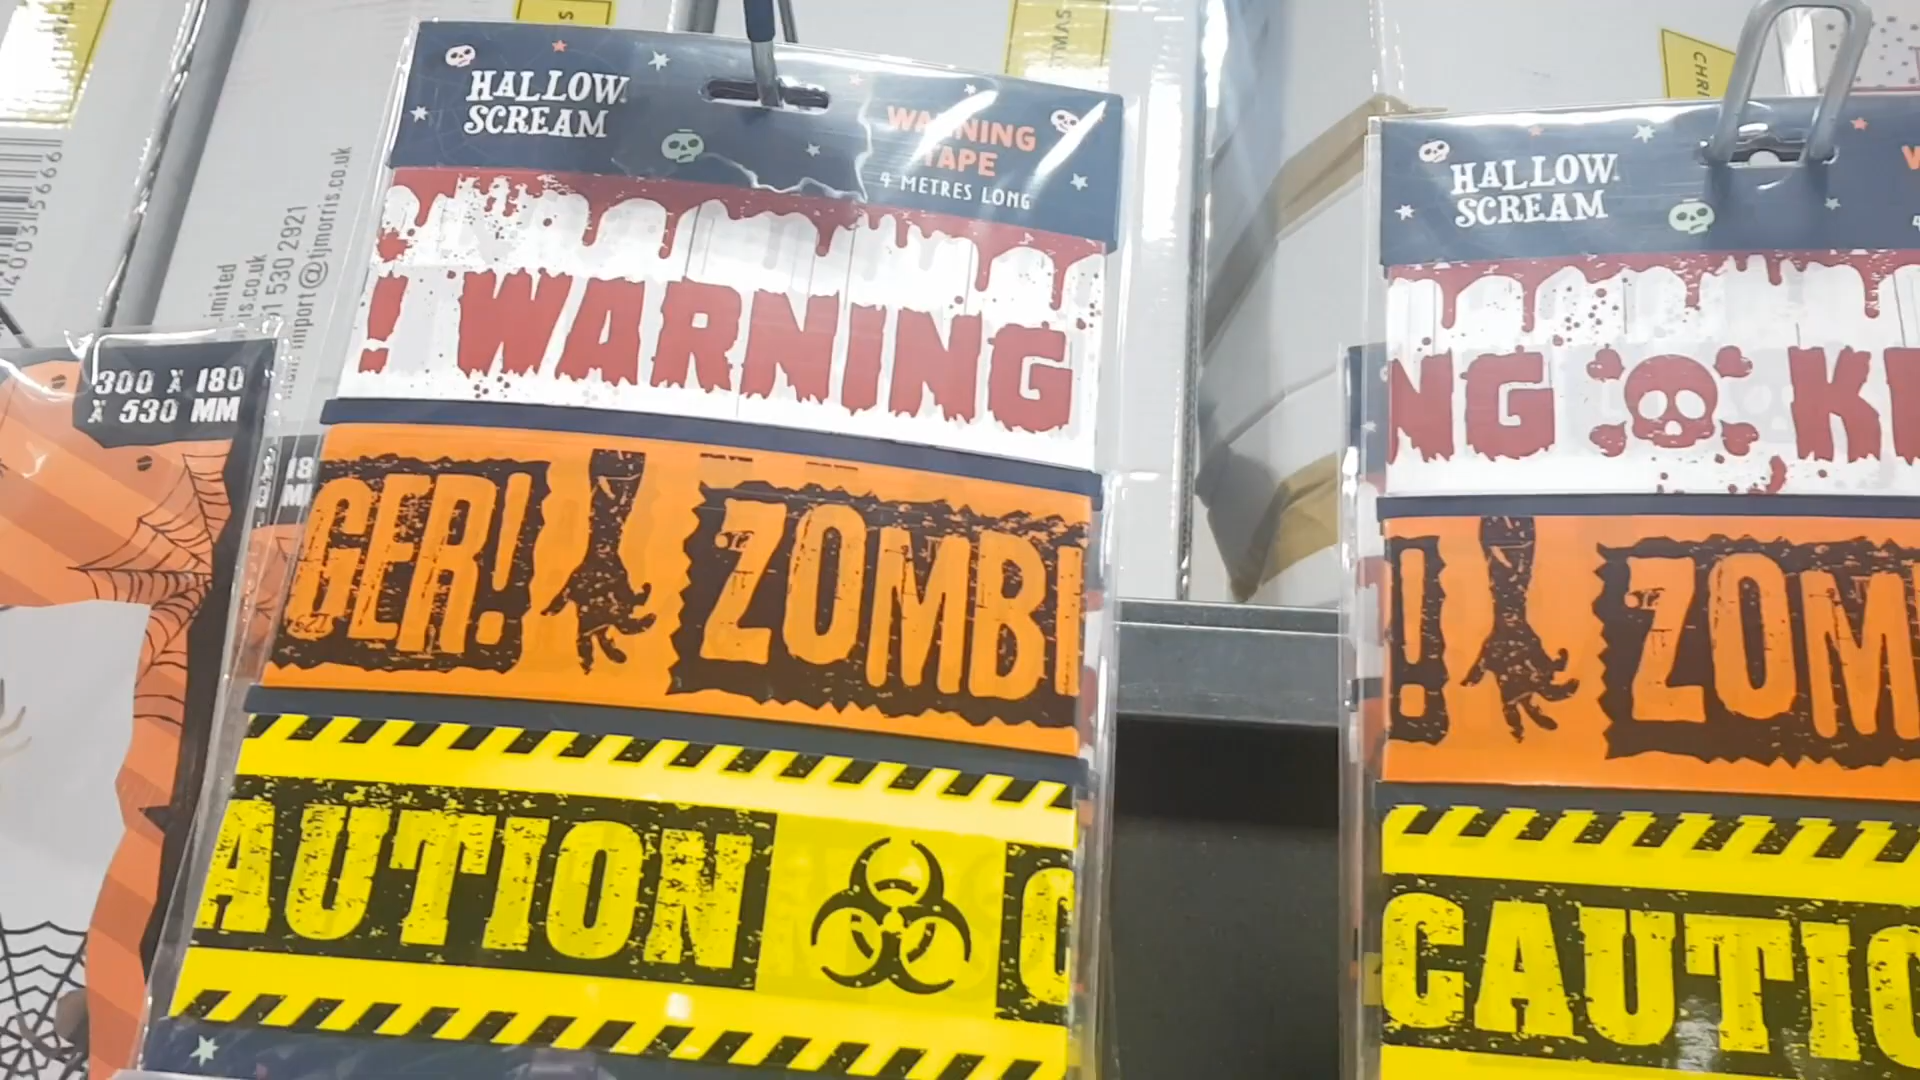 HALLOW
SCREAM
WARNING
TAPE
4 METRES LONG
! WARNING
GER! ZOMBI
AUTION
HALLOW
SCREAM
NG
! ZOM
CAUTIO
300 X 180
X 530 MM
import@tjmorris.co.uk